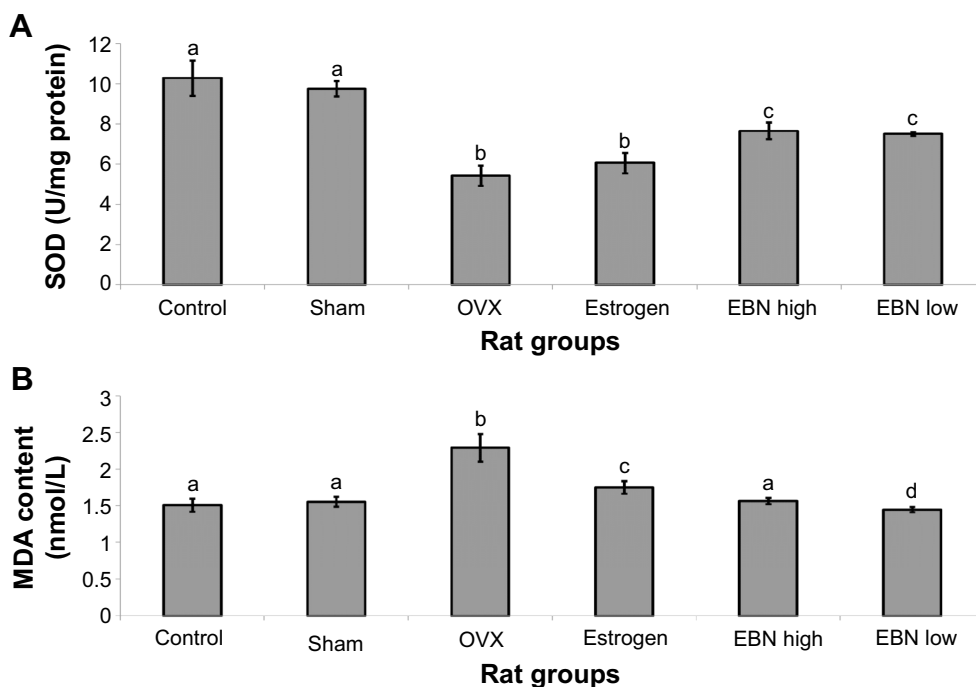 A
SOD (U/mg protein)
12
10
8
6
4
2
0
a
a
b
b
c
c
Control
Sham
OVX
Estrogen
EBN high
EBN low
Rat groups
B
MDA content
(nmol/L)
3
2.5
2
1.5
1
0.5
0
a
a
b
c
a
d
Control
Sham
OVX
Estrogen
EBN high
EBN low
Rat groups